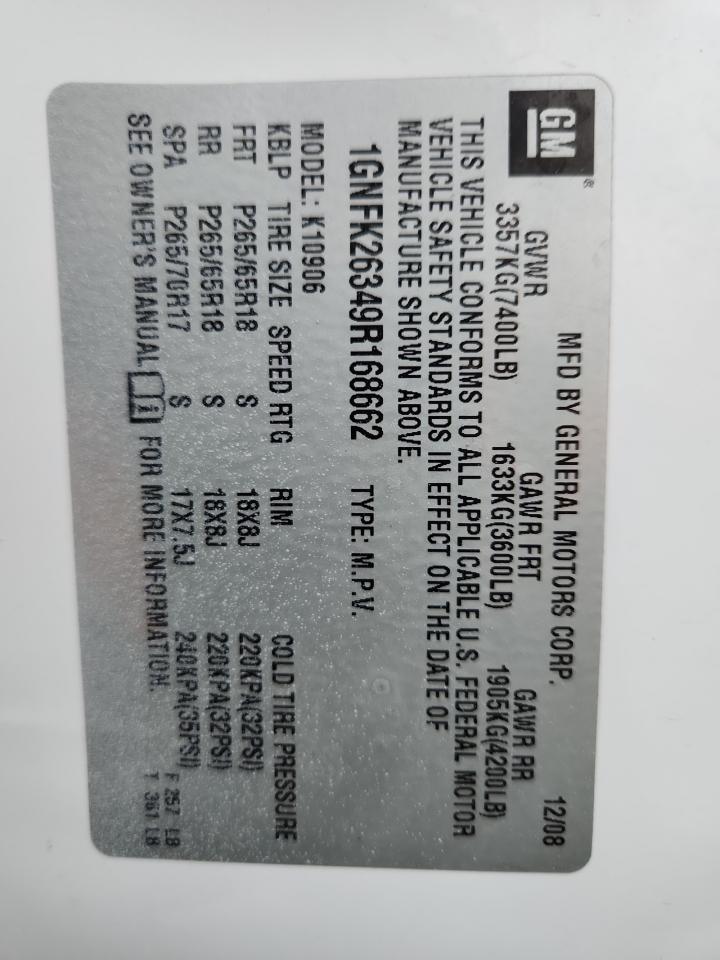 GM®
MFD BY GENERAL MOTORS CORP. 12/08
GVWR GAWR FRT GAWR RR
3357KG(7400LB) 1633KG(3600LB) 1905KG(4200LB)
THIS VEHICLE CONFORMS TO ALL APPLICABLE U.S. FEDERAL MOTOR
VEHICLE SAFETY STANDARDS IN EFFECT ON THE DATE OF
MANUFACTURE SHOWN ABOVE.
1GNFK26349R168662 TYPE: M.P.V.
MODEL: K10906
KBLP TIRE SIZE SPEED RTG RIM COLD TIRE PRESSURE
FRT P265/65R18 S 18X8J 220KPA(32PSI)
RR P265/65R18 S 18X8J 220KPA(32PSI)
SPA P265/70R17 S 17X7.5J 240KPA(35PSI)
SEE OWNER'S MANUAL i FOR MORE INFORMATION.
F 257 LB
T 361 LB